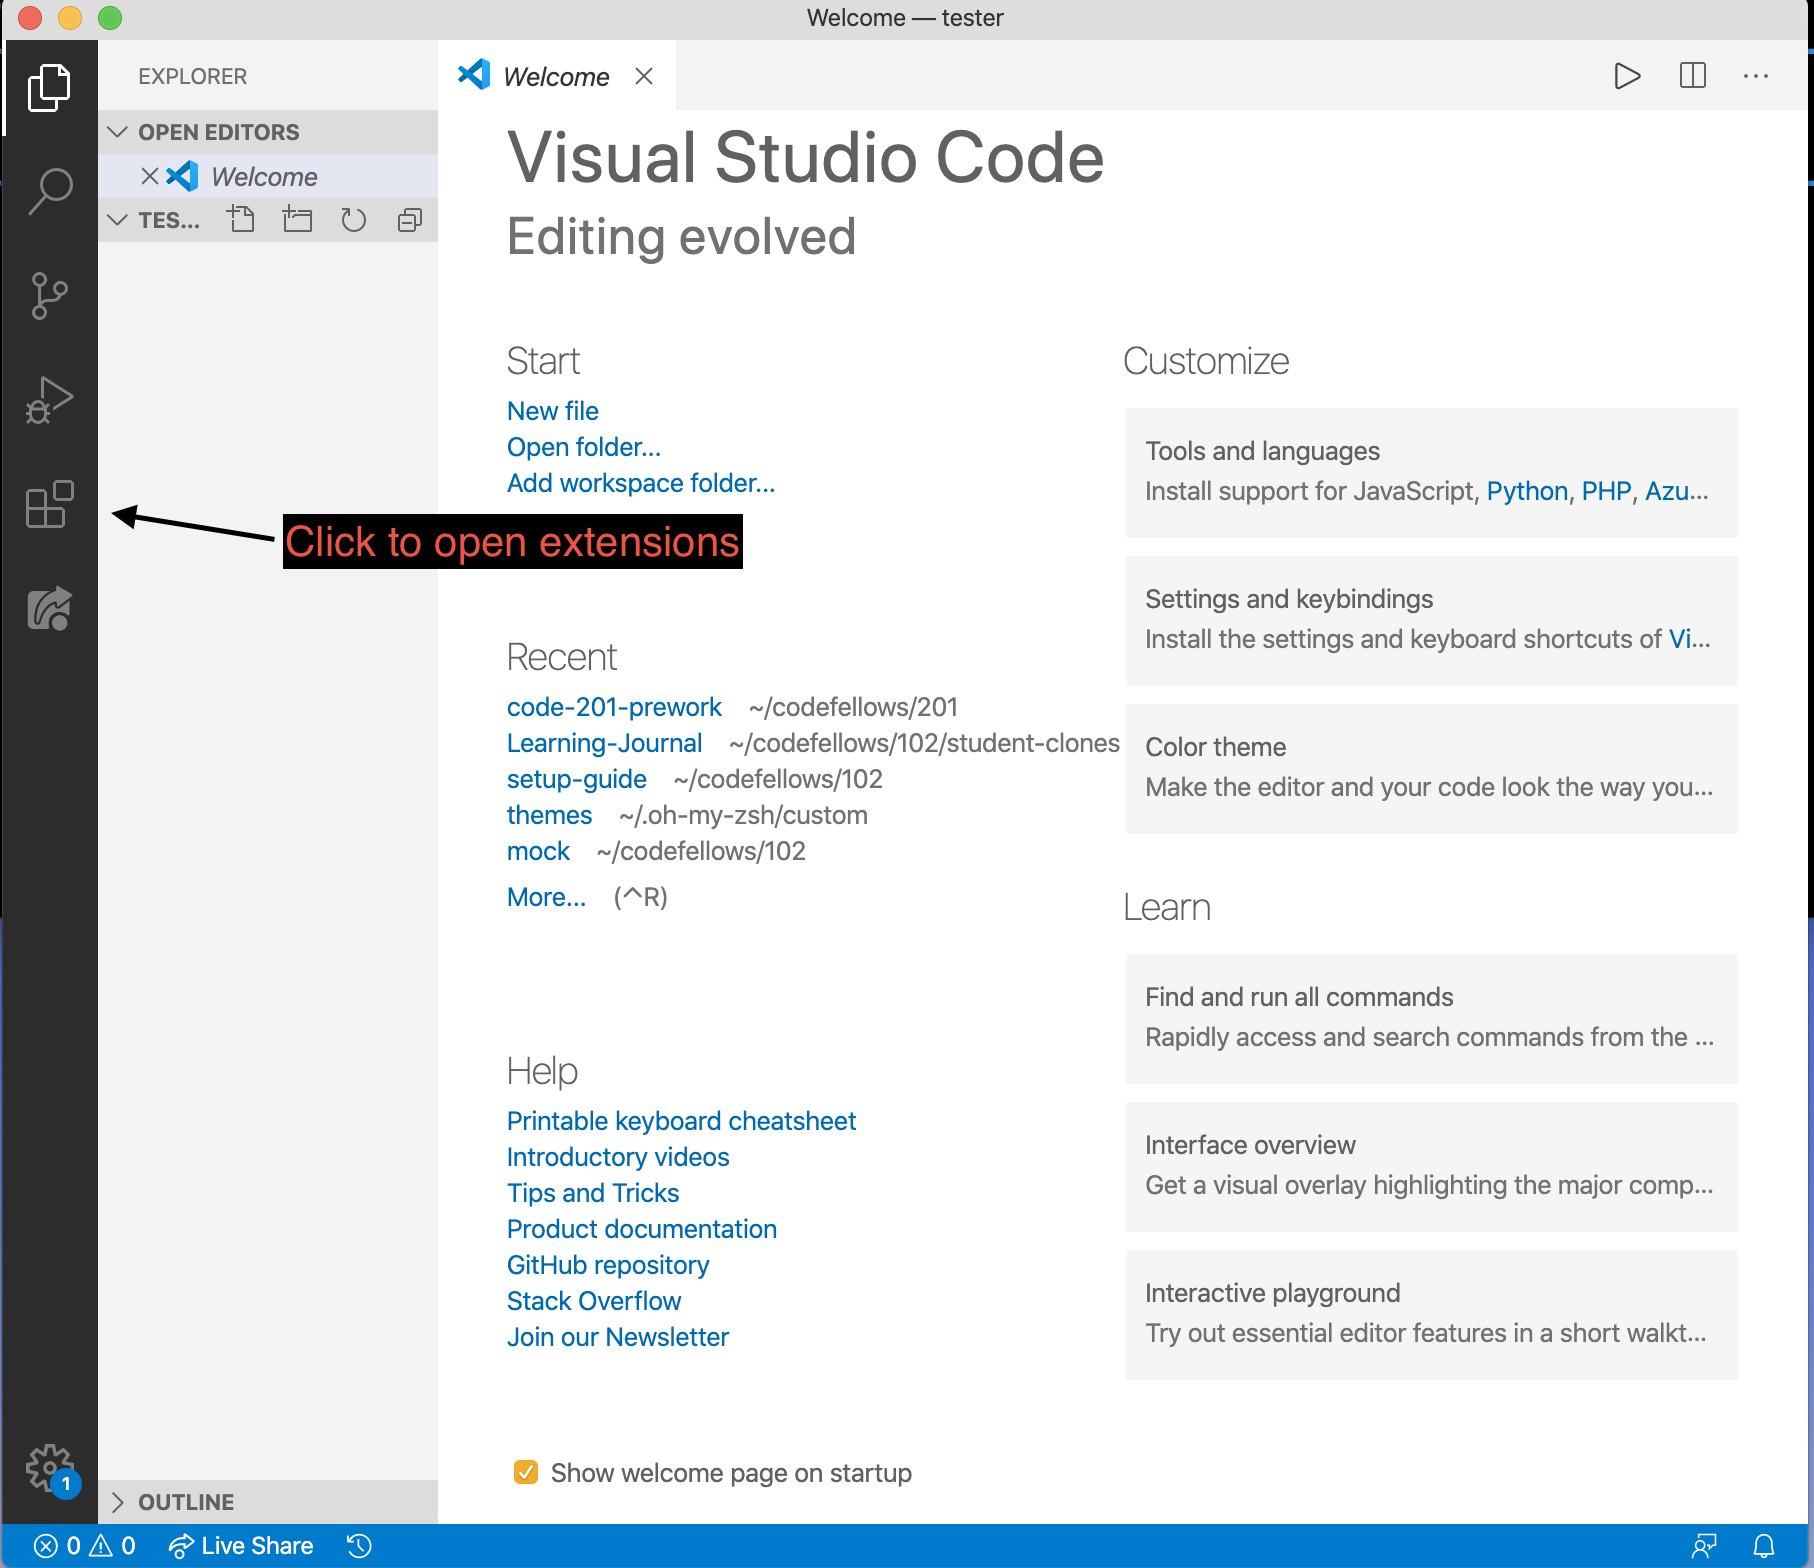 Welcome — tester
EXPLORER
OPEN EDITORS
Welcome
TES...
Welcome
Visual Studio Code
Editing evolved
Start
New file
Open folder...
Add workspace folder...
Click to open extensions
Recent
code-201-prework ~/codefellows/201
Learning-Journal ~/codefellows/102/student-clones
setup-guide ~/codefellows/102
themes ~/.oh-my-zsh/custom
mock ~/codefellows/102
More... (^R)
Help
Printable keyboard cheatsheet
Introductory videos
Tips and Tricks
Product documentation
GitHub repository
Stack Overflow
Join our Newsletter
Customize
Tools and languages
Install support for JavaScript, Python, PHP, Azu...
Settings and keybindings
Install the settings and keyboard shortcuts of Vi...
Color theme
Make the editor and your code look the way you...
Learn
Find and run all commands
Rapidly access and search commands from the ...
Interface overview
Get a visual overlay highlighting the major comp...
Interactive playground
Try out essential editor features in a short walkt...
Show welcome page on startup
1
OUTLINE
0 0 Live Share